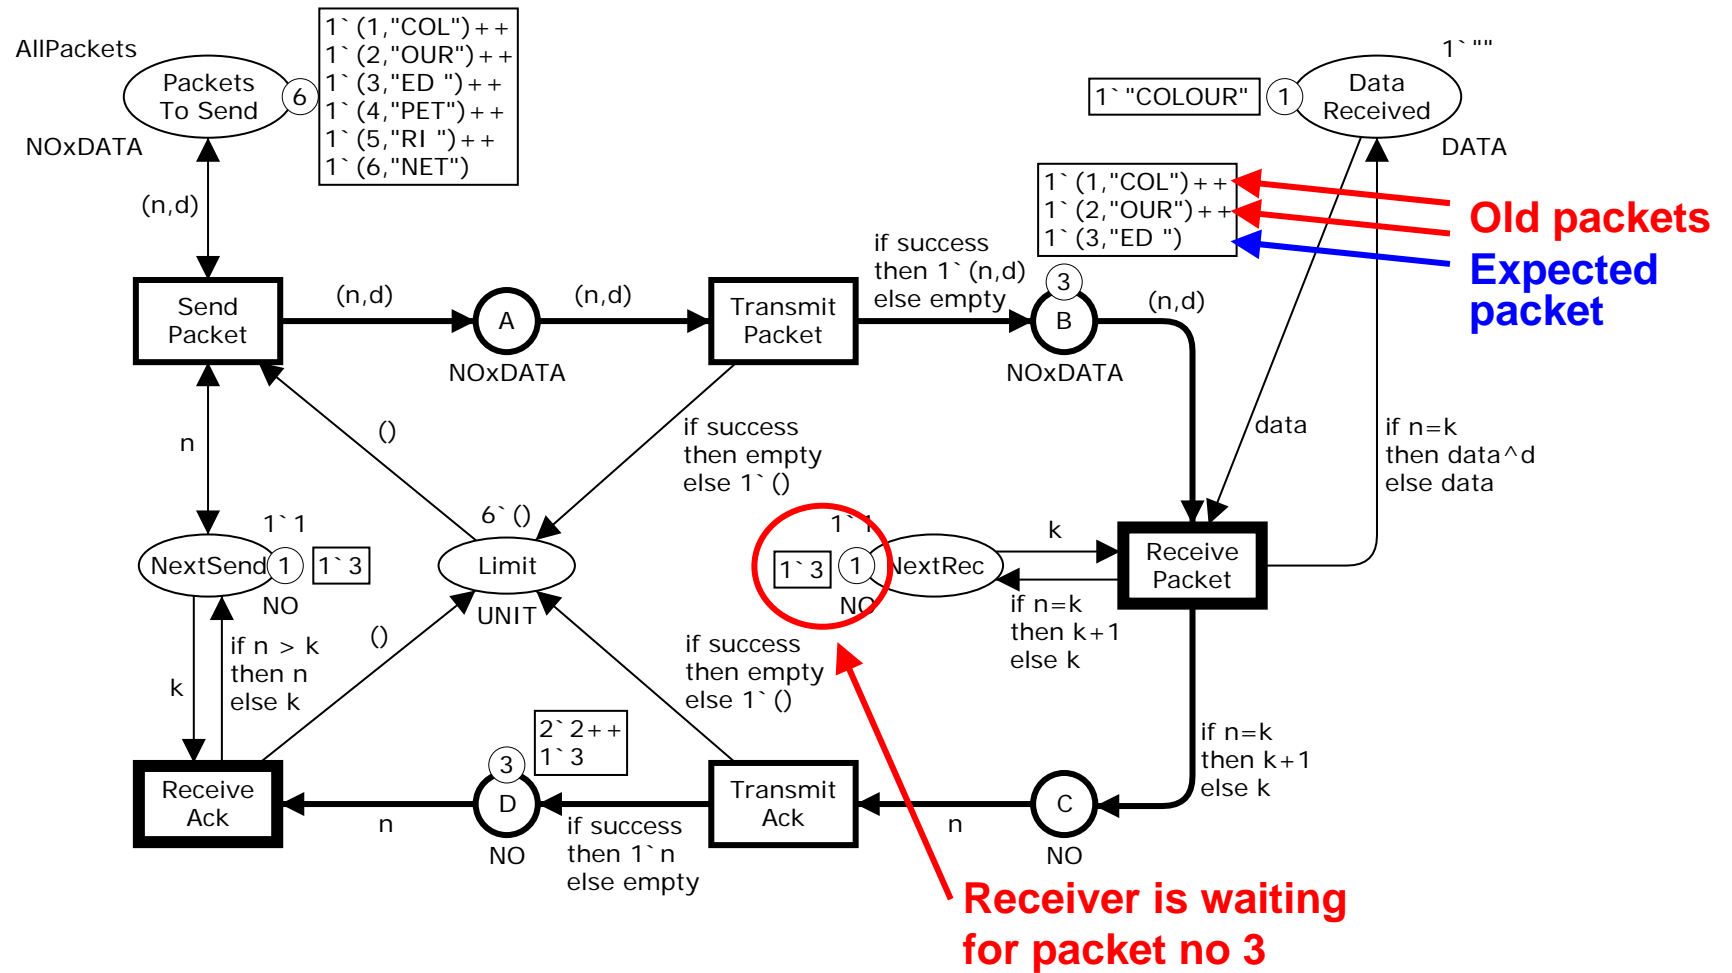 AllPackets
Packets
To Send
6
1`(1,"COL")++
1`(2,"OUR")++
1`(3,"ED ")++
1`(4,"PET")++
1`(5,"RI ")++
1`(6,"NET")
NOxDATA
1`""
1`"COLOUR"
1
Data
Received
DATA
1`(1,"COL")++
1`(2,"OUR")++
1`(3,"ED ")
Old packets
Expected
packet
(n,d)
Send
Packet
(n,d)
A
NOxDATA
(n,d)
Transmit
Packet
if success
then 1`(n,d)
else empty
3
B
NOxDATA
(n,d)
n
()
if success
then empty
else 1`()
data
if n=k
then data^d
else data
1`1
NextSend
1
1`3
NO
6`()
Limit
UNIT
1`1
1`3
1
NextRec
NO
k
Receive
Packet
if n=k
then k+1
else k
k
if n > k
then n
else k
()
if success
then empty
else 1`()
if n=k
then k+1
else k
Receive
Ack
n
2`2++
1`3
3
D
NO
if success
then 1`n
else empty
Transmit
Ack
n
C
NO
Receiver is waiting
for packet no 3